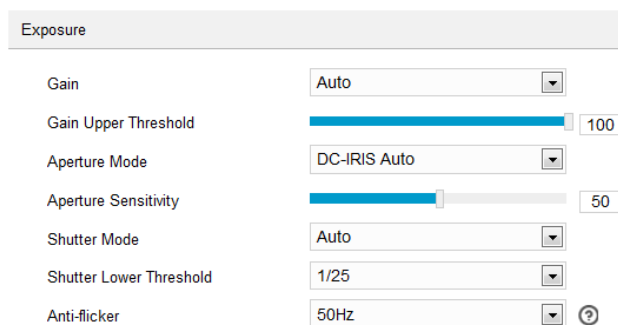 Exposure
Gain Auto
Gain Upper Threshold 100
Aperture Mode DC-IRIS Auto
Aperture Sensitivity 50
Shutter Mode Auto
Shutter Lower Threshold 1/25
Anti-flicker 50Hz ?